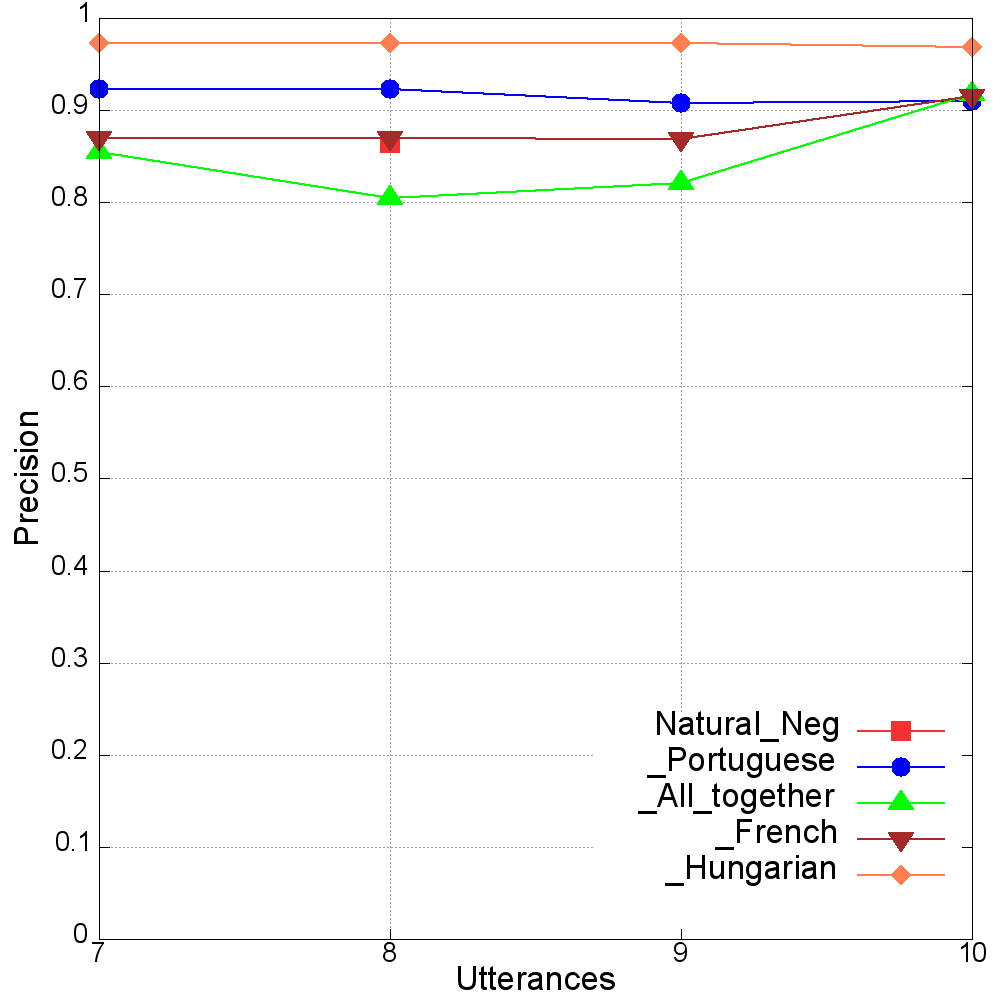 1
0.9
0.8
0.7
0.6
0.5
0.4
0.3
0.2
0.1
0
Precision
7 8 9 10
Utterances
Natural_Neg
_Portuguese
_All_together
_French
_Hungarian